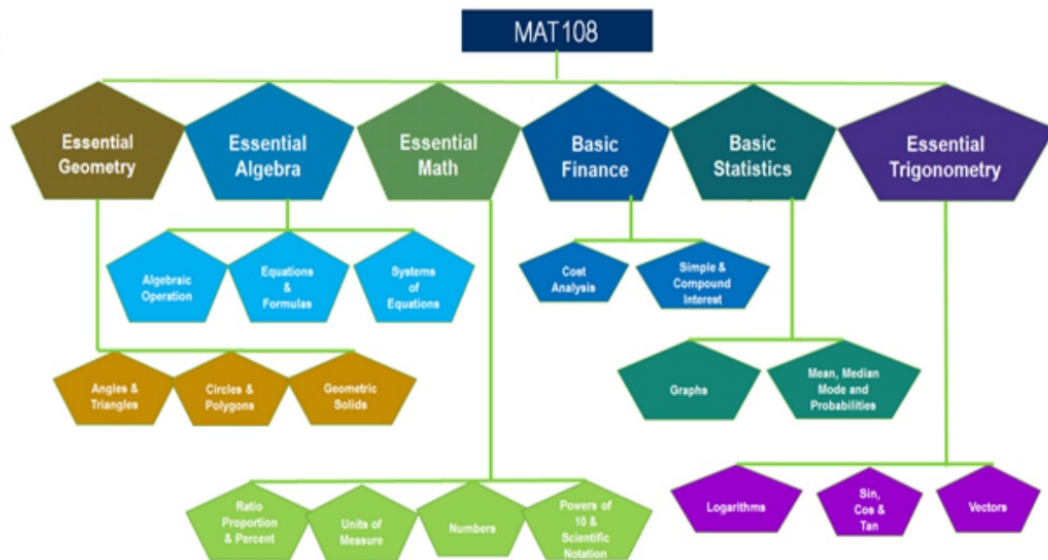 MAT108
Essential
Geometry
Essential
Algebra
Essential
Math
Basic
Finance
Basic
Statistics
Essential
Trigonometry
Algebraic
Operation
Equations
&
Formulas
Systems
of
Equations
Cost
Analysis
Simple &
Compound
Interest
Angles &
Triangles
Circles &
Polygons
Geometric
Solids
Graphs
Mean, Median
Mode and
Probabilities
Ratio
Proportion
& Percent
Units of
Measure
Numbers
Powers of
10 &
Scientific
Notation
Logarithms
Sin,
Cos &
Tan
Vectors